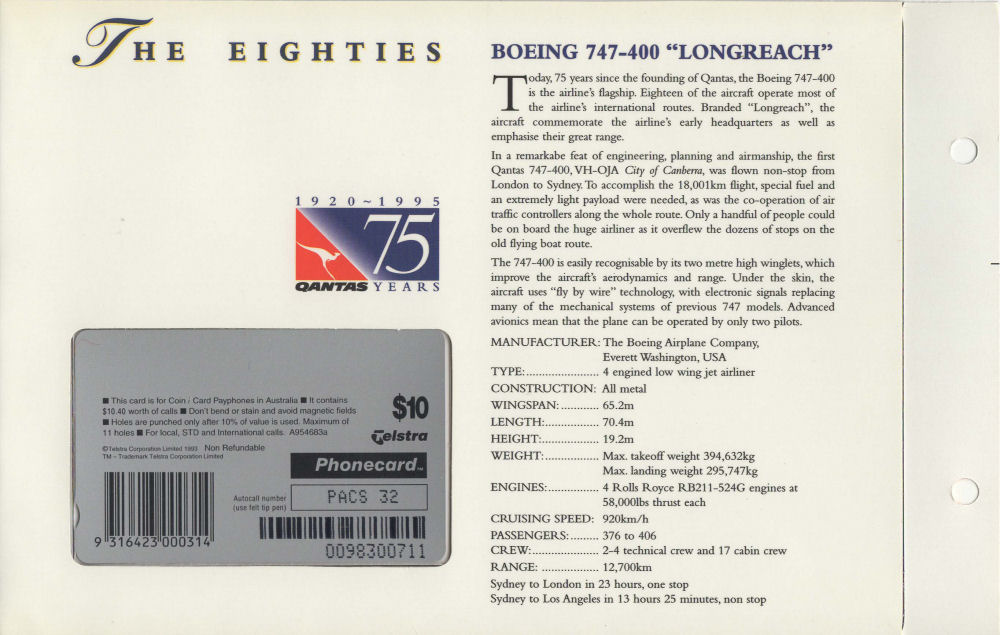 THE EIGHTIES
1920~1995
75
QANTAS YEARS
■ This card is for Coin / Card Payphones in Australia ■ It contains
$10.40 worth of calls ■ Don't bend or stain and avoid magnetic fields
■ Holes are punched only after 10% of value is used. Maximum of
11 holes ■ For local, STD and International calls. A954683a
©Telstra Corporation Limited 1993 Non Refundable
TM – Trademark Telstra Corporation Limited
$10
Telstra
Phonecard™
Autocall number
(use felt tip pen)
PACS 32
9 316423 000314
0098300711
BOEING 747-400 “LONGREACH”
Today, 75 years since the founding of Qantas, the Boeing 747-400
is the airline's flagship. Eighteen of the aircraft operate most of
the airline's international routes. Branded “Longreach”, the
aircraft commemorate the airline's early headquarters as well as
emphasise their great range.
In a remarkabe feat of engineering, planning and airmanship, the first
Qantas 747-400, VH-OJA City of Canberra, was flown non-stop from
London to Sydney. To accomplish the 18,001km flight, special fuel and
an extremely light payload were needed, as was the co-operation of air
traffic controllers along the whole route. Only a handful of people could
be on board the huge airliner as it overflew the dozens of stops on the
old flying boat route.
The 747-400 is easily recognisable by its two metre high winglets, which
improve the aircraft's aerodynamics and range. Under the skin, the
aircraft uses “fly by wire” technology, with electronic signals replacing
many of the mechanical systems of previous 747 models. Advanced
avionics mean that the plane can be operated by only two pilots.
MANUFACTURER: The Boeing Airplane Company,
Everett Washington, USA
TYPE:....................... 4 engined low wing jet airliner
CONSTRUCTION: All metal
WINGSPAN:............ 65.2m
LENGTH:................. 70.4m
HEIGHT:.................. 19.2m
WEIGHT:................. Max. takeoff weight 394,632kg
Max. landing weight 295,747kg
ENGINES:................ 4 Rolls Royce RB211-524G engines at
58,000lbs thrust each
CRUISING SPEED: 920km/h
PASSENGERS:......... 376 to 406
CREW:..................... 2-4 technical crew and 17 cabin crew
RANGE: .................. 12,700km
Sydney to London in 23 hours, one stop
Sydney to Los Angeles in 13 hours 25 minutes, non stop